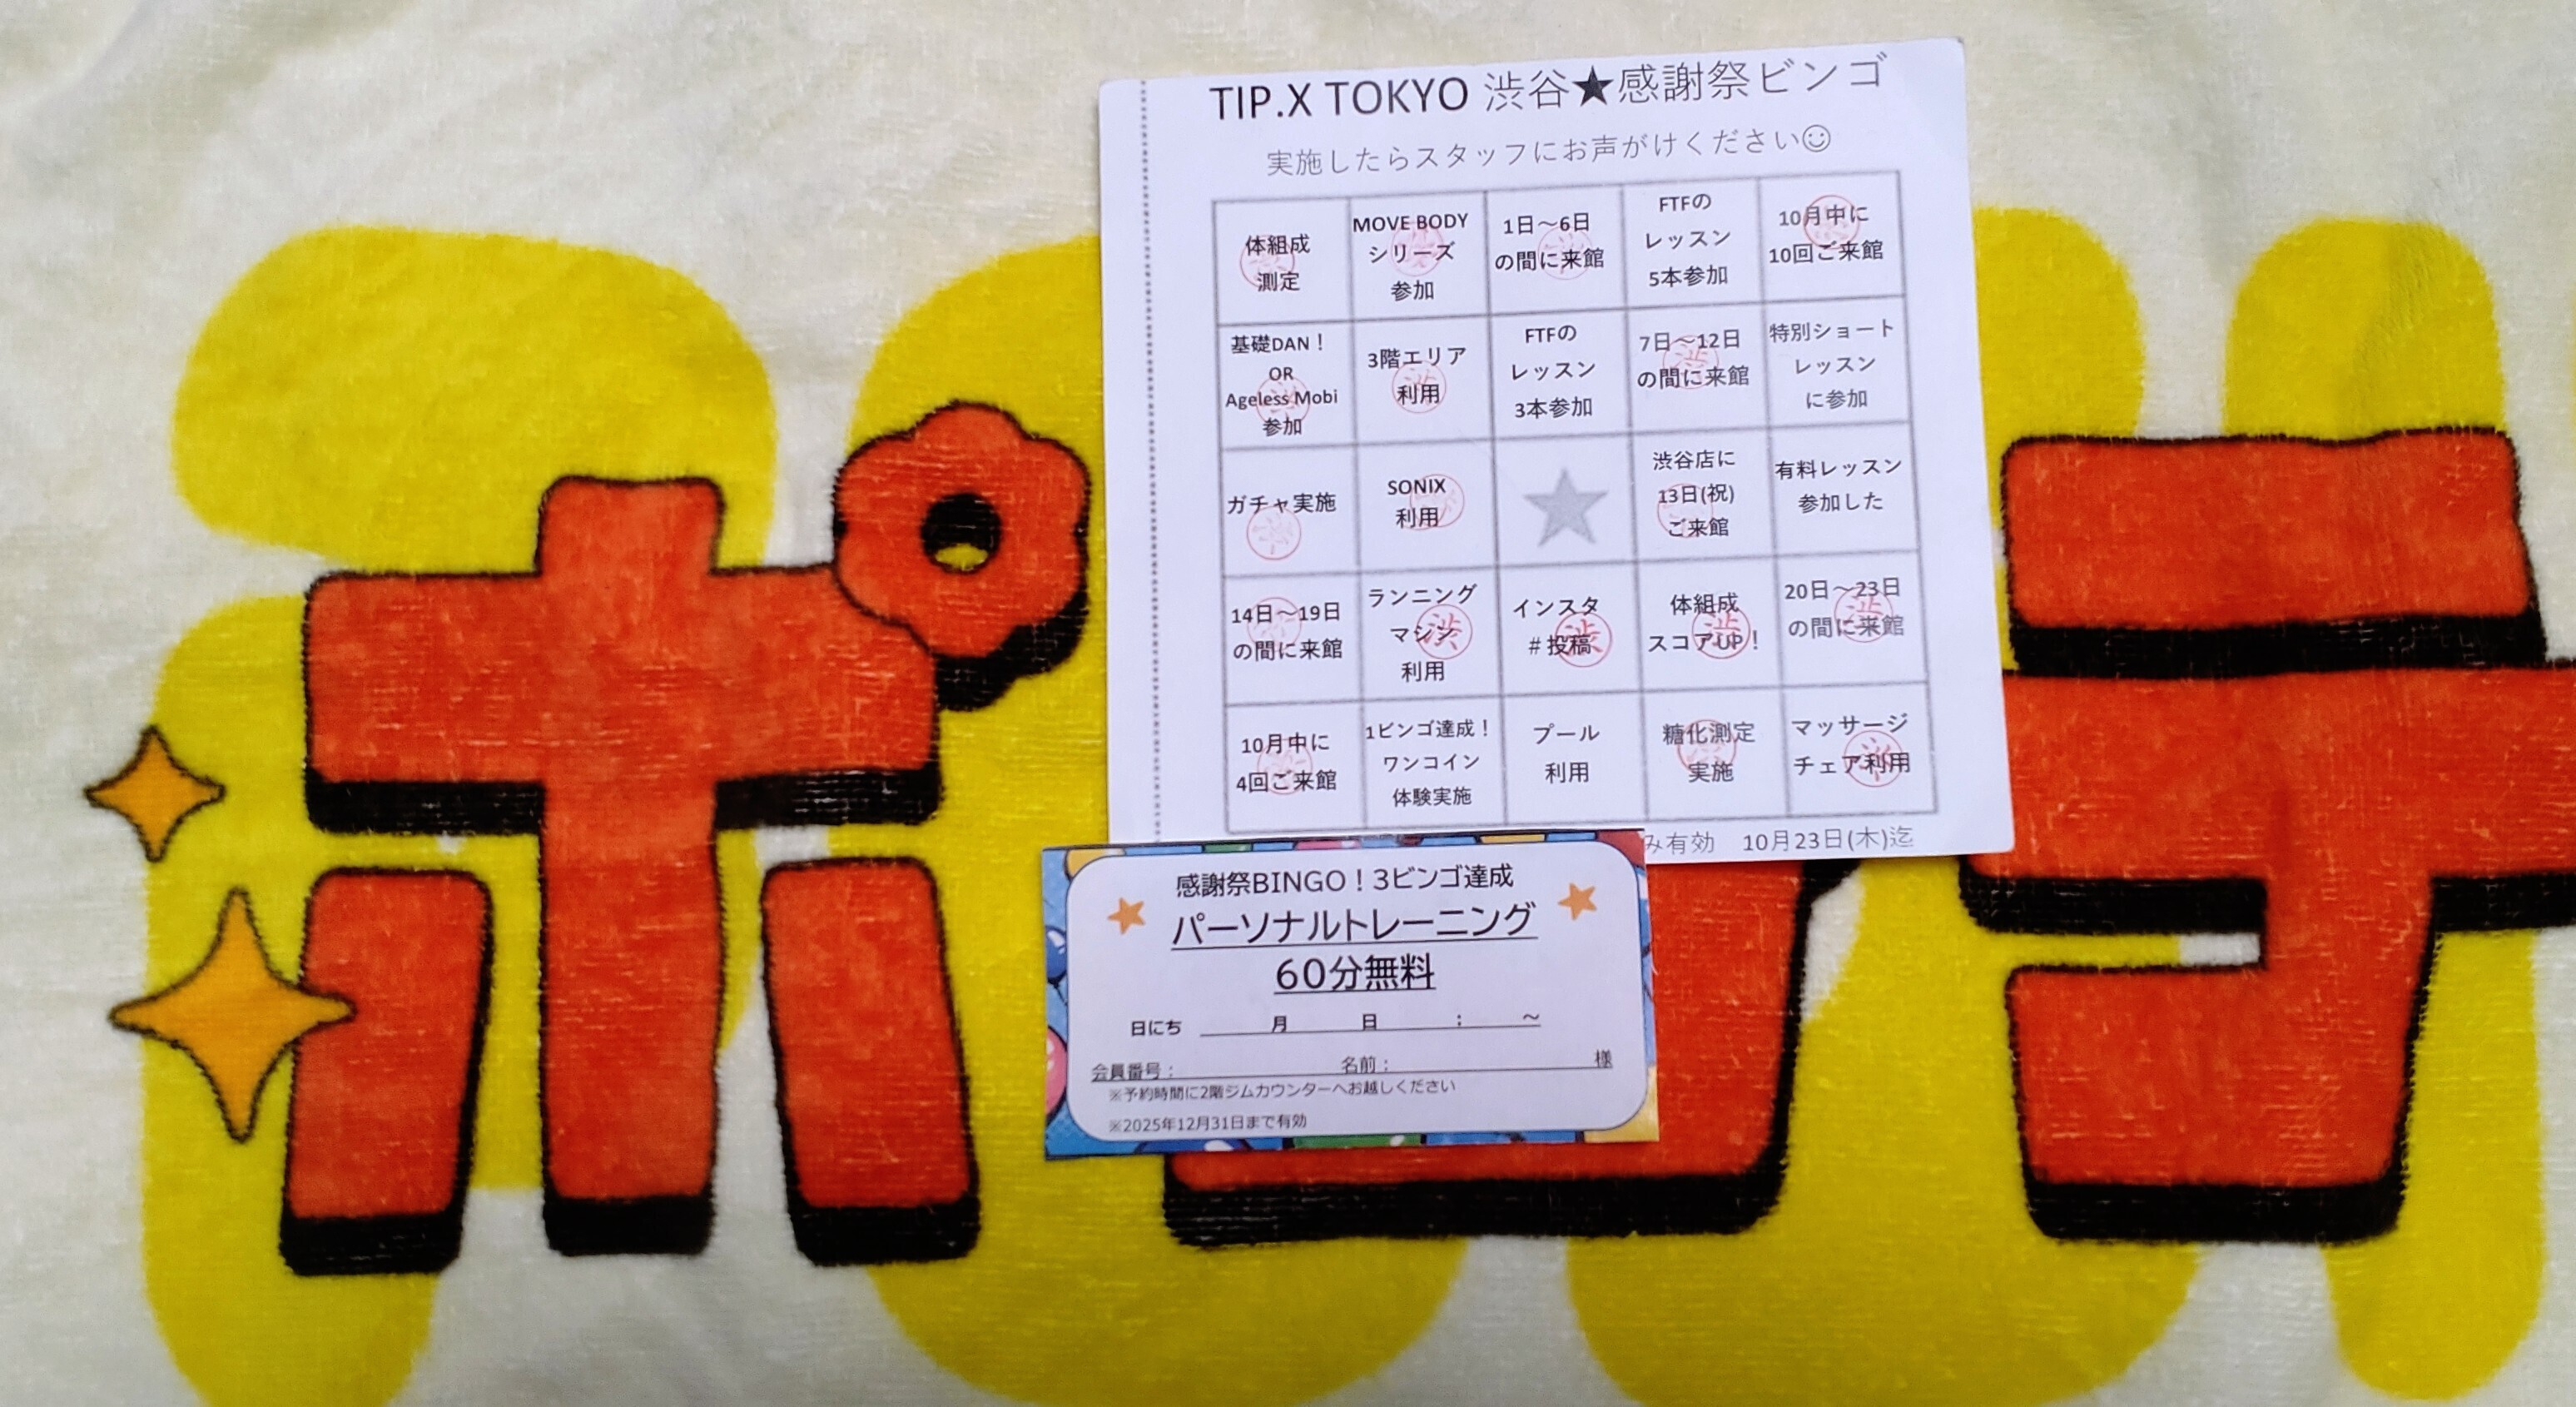 TIP.X TOKYO 渋谷★感謝祭ビンゴ
実施したらスタッフにお声がけください☺
体組成
測定
MOVE BODY
シリーズ
参加
1日～6日
の間に来館
FTFの
レッスン
5本参加
10月中に
10回ご来館
基礎DAN！
OR
Ageless Mobi
参加
3階エリア
利用
FTFの
レッスン
3本参加
7日～12日
の間に来館
特別ショート
レッスン
に参加
ガチャ実施
SONIX
利用
渋谷店に
13日(祝)
ご来館
有料レッスン
参加した
14日～19日
の間に来館
ランニング
マシン
利用
インスタ
＃投稿
体組成
スコアUP！
20日～23日
の間に来館
10月中に
4回ご来館
1ビンゴ達成！
ワンコイン
体験実施
プール
利用
糖化測定
実施
マッサージ
チェア利用
み有効　10月23日(木)迄
感謝祭BINGO！3ビンゴ達成
パーソナルトレーニング
60分無料
日にち 月 日 : ～
会員番号： 名前： 様
※予約時間に2階ジムカウンターへお越しください
※2025年12月31日まで有効
ポ